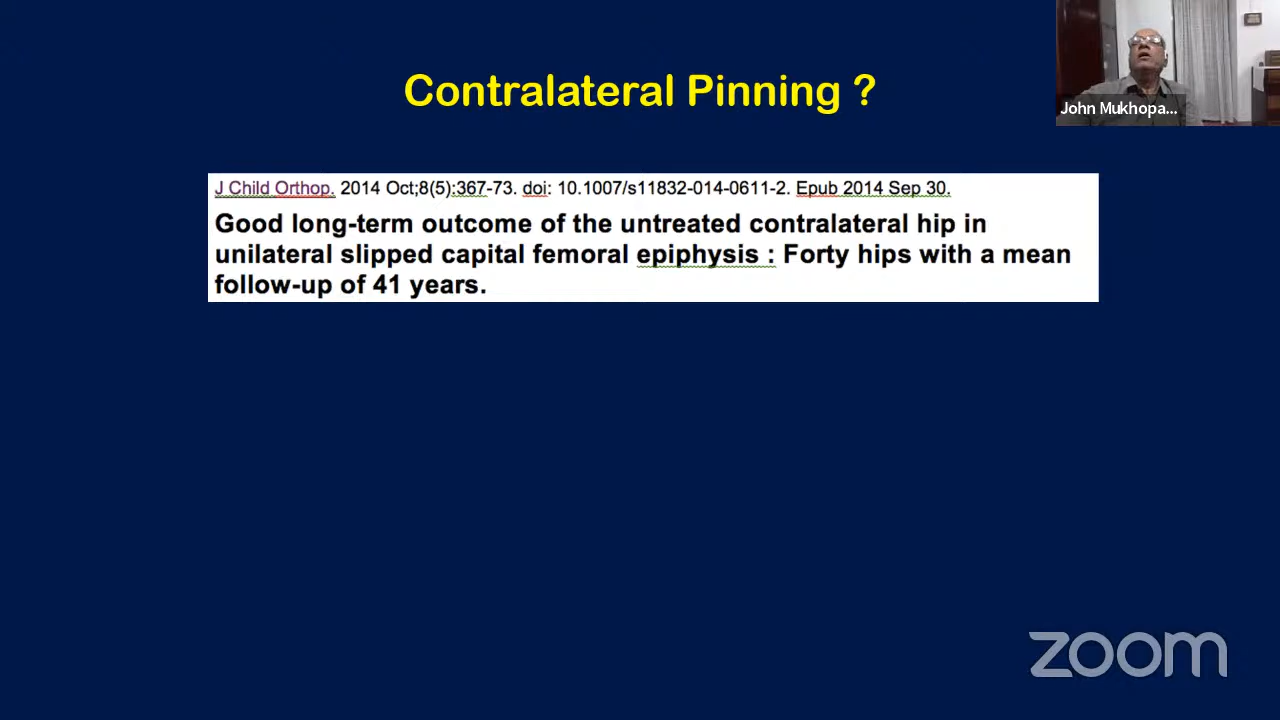 Contralateral Pinning ?
John Mukhopa...
J Child Orthop. 2014 Oct;8(5):367-73. doi: 10.1007/s11832-014-0611-2. Epub 2014 Sep 30.
Good long-term outcome of the untreated contralateral hip in
unilateral slipped capital femoral epiphysis : Forty hips with a mean
follow-up of 41 years.
zoom